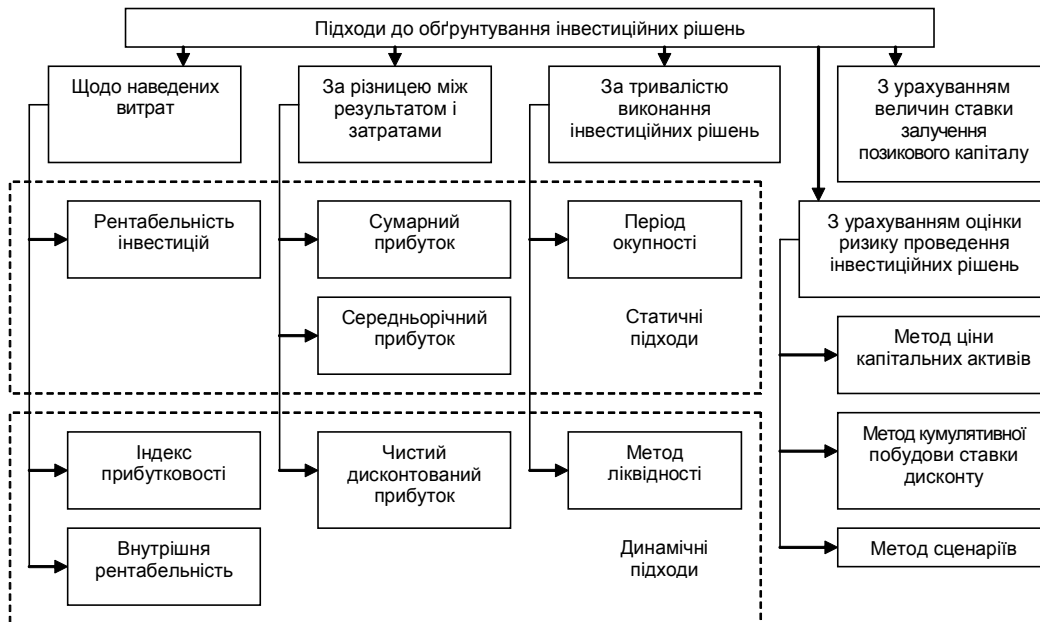 Підходи до обґрунтування інвестиційних рішень
Щодо наведених
витрат
За різницею між
результатом і
затратами
За тривалістю
виконання
інвестиційних рішень
З урахуванням
величин ставки
залучення
позикового капіталу
Рентабельність
інвестицій
Сумарний
прибуток
Період
окупності
З урахуванням оцінки
ризику проведення
інвестиційних рішень
Середньорічний
прибуток
Статичні
підходи
Метод ціни
капітальних активів
Індекс
прибутковості
Чистий
дисконтований
прибуток
Метод
ліквідності
Метод кумулятивної
побудови ставки
дисконту
Внутрішня
рентабельність
Динамічні
підходи
Метод сценаріїв